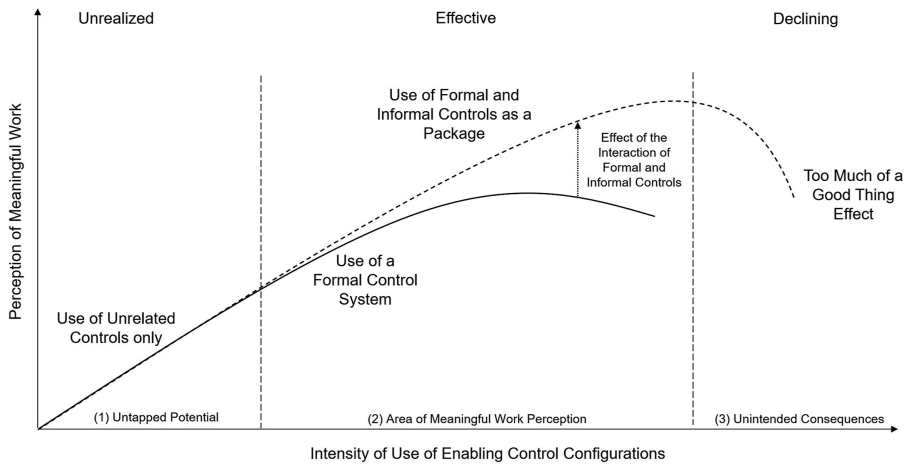 Unrealized
Effective
Declining
Use of Formal and
Informal Controls as a
Package
Effect of the
Interaction of
Formal and
Informal Controls
Too Much of a
Good Thing
Effect
Perception of Meaningful Work
Use of a
Formal Control
System
Use of Unrelated
Controls only
(1) Untapped Potential
(2) Area of Meaningful Work Perception
(3) Unintended Consequences
Intensity of Use of Enabling Control Configurations